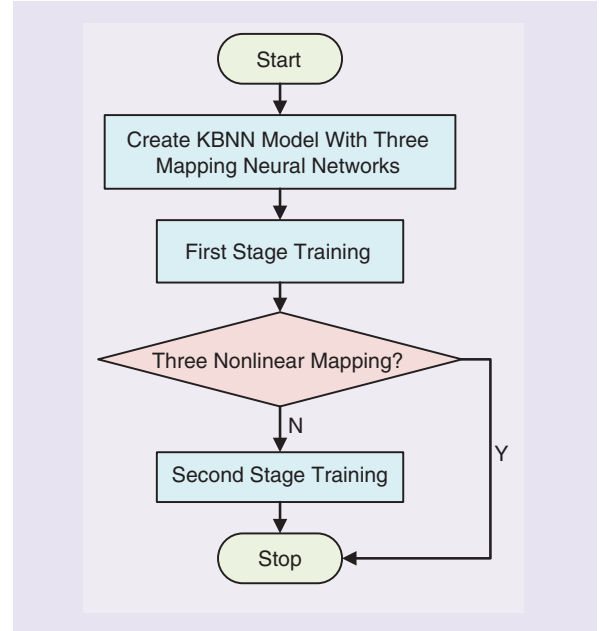 Start
Create KBNN Model With Three
Mapping Neural Networks
First Stage Training
Three Nonlinear Mapping?
N
Y
Second Stage Training
Stop